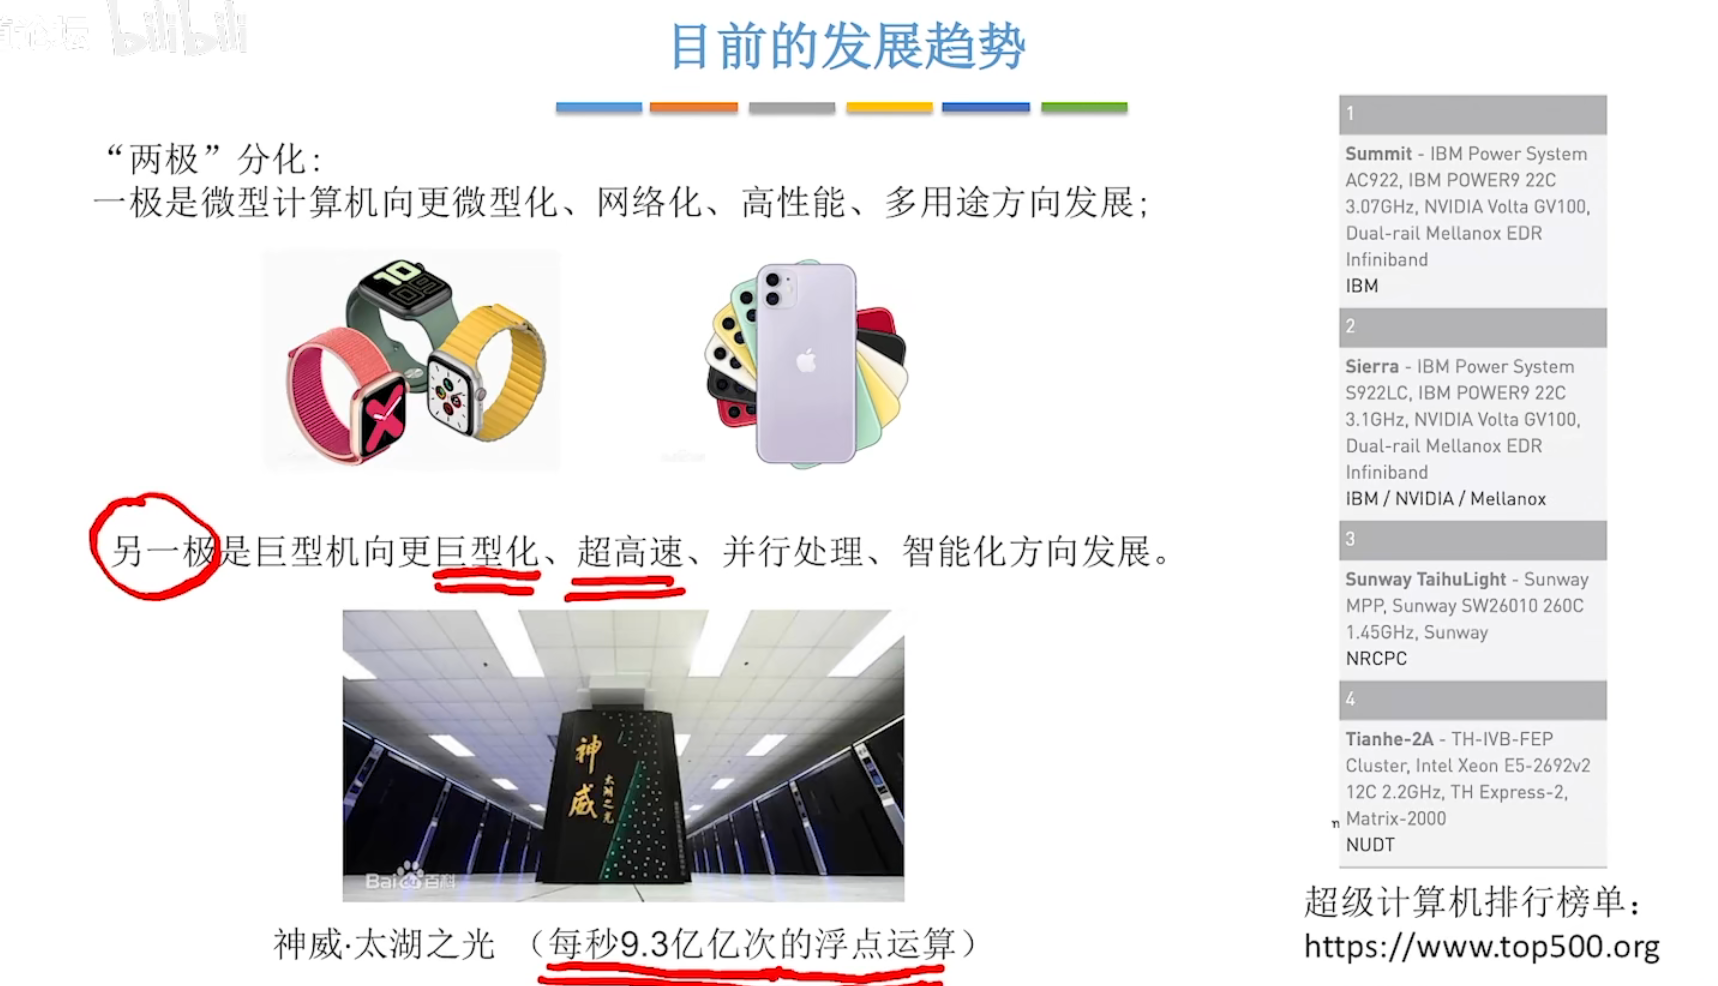 bilibili
目前的发展趋势
“两极”分化：
一极是微型计算机向更微型化、网络化、高性能、多用途方向发展；
10
09
另一极是巨型机向更巨型化、超高速、并行处理、智能化方向发展。
神威
太湖之光
Bai百科
神威·太湖之光 （每秒9.3亿亿次的浮点运算）
1
Summit - IBM Power System
AC922, IBM POWER9 22C
3.07GHz, NVIDIA Volta GV100,
Dual-rail Mellanox EDR
Infiniband
IBM
2
Sierra - IBM Power System
S922LC, IBM POWER9 22C
3.1GHz, NVIDIA Volta GV100,
Dual-rail Mellanox EDR
Infiniband
IBM / NVIDIA / Mellanox
3
Sunway TaihuLight - Sunway
MPP, Sunway SW26010 260C
1.45GHz, Sunway
NRCPC
4
Tianhe-2A - TH-IVB-FEP
Cluster, Intel Xeon E5-2692v2
12C 2.2GHz, TH Express-2,
Matrix-2000
NUDT
超级计算机排行榜单：
https://www.top500.org